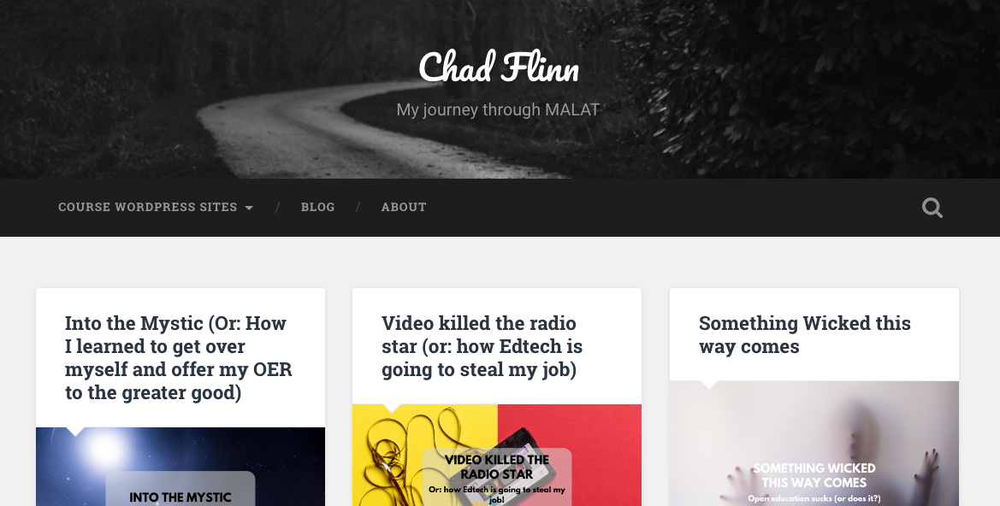 Chad Flinn
My journey through MALAT
COURSE WORDPRESS SITES / BLOG / ABOUT
Into the Mystic (Or: How
I learned to get over
myself and offer my OER
to the greater good)
INTO THE MYSTIC
Video killed the radio
star (or: how Edtech is
going to steal my job)
VIDEO KILLED THE
RADIO STAR
Or: how Edtech is going to steal my
job!
Something Wicked this
way comes
SOMETHING WICKED
THIS WAY COMES
Open education sucks (or does it?)